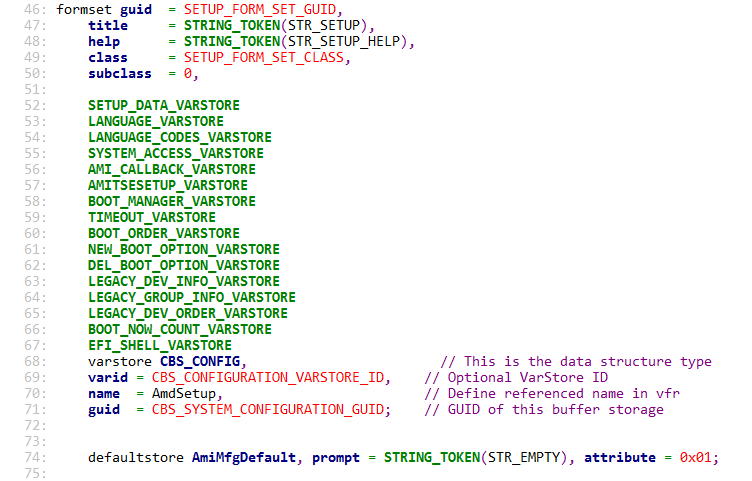 46: formset guid   = SETUP_FORM_SET_GUID,
47:     title      = STRING_TOKEN(STR_SETUP),
48:     help       = STRING_TOKEN(STR_SETUP_HELP),
49:     class      = SETUP_FORM_SET_CLASS,
50:     subclass  = 0,
51:
52:     SETUP_DATA_VARSTORE
53:     LANGUAGE_VARSTORE
54:     LANGUAGE_CODES_VARSTORE
55:     SYSTEM_ACCESS_VARSTORE
56:     AMI_CALLBACK_VARSTORE
57:     AMITSESETUP_VARSTORE
58:     BOOT_MANAGER_VARSTORE
59:     TIMEOUT_VARSTORE
60:     BOOT_ORDER_VARSTORE
61:     NEW_BOOT_OPTION_VARSTORE
62:     DEL_BOOT_OPTION_VARSTORE
63:     LEGACY_DEV_INFO_VARSTORE
64:     LEGACY_GROUP_INFO_VARSTORE
65:     LEGACY_DEV_ORDER_VARSTORE
66:     BOOT_NOW_COUNT_VARSTORE
67:     EFI_SHELL_VARSTORE
68:     varstore CBS_CONFIG,                        // This is the data structure type
69:     varid = CBS_CONFIGURATION_VARSTORE_ID,    // Optional VarStore ID
70:     name  = AmdSetup,                         // Define referenced name in vfr
71:     guid  = CBS_SYSTEM_CONFIGURATION_GUID;    // GUID of this buffer storage
72:
73:
74:     defaultstore AmiMfgDefault, prompt = STRING_TOKEN(STR_EMPTY), attribute = 0x01;
75: